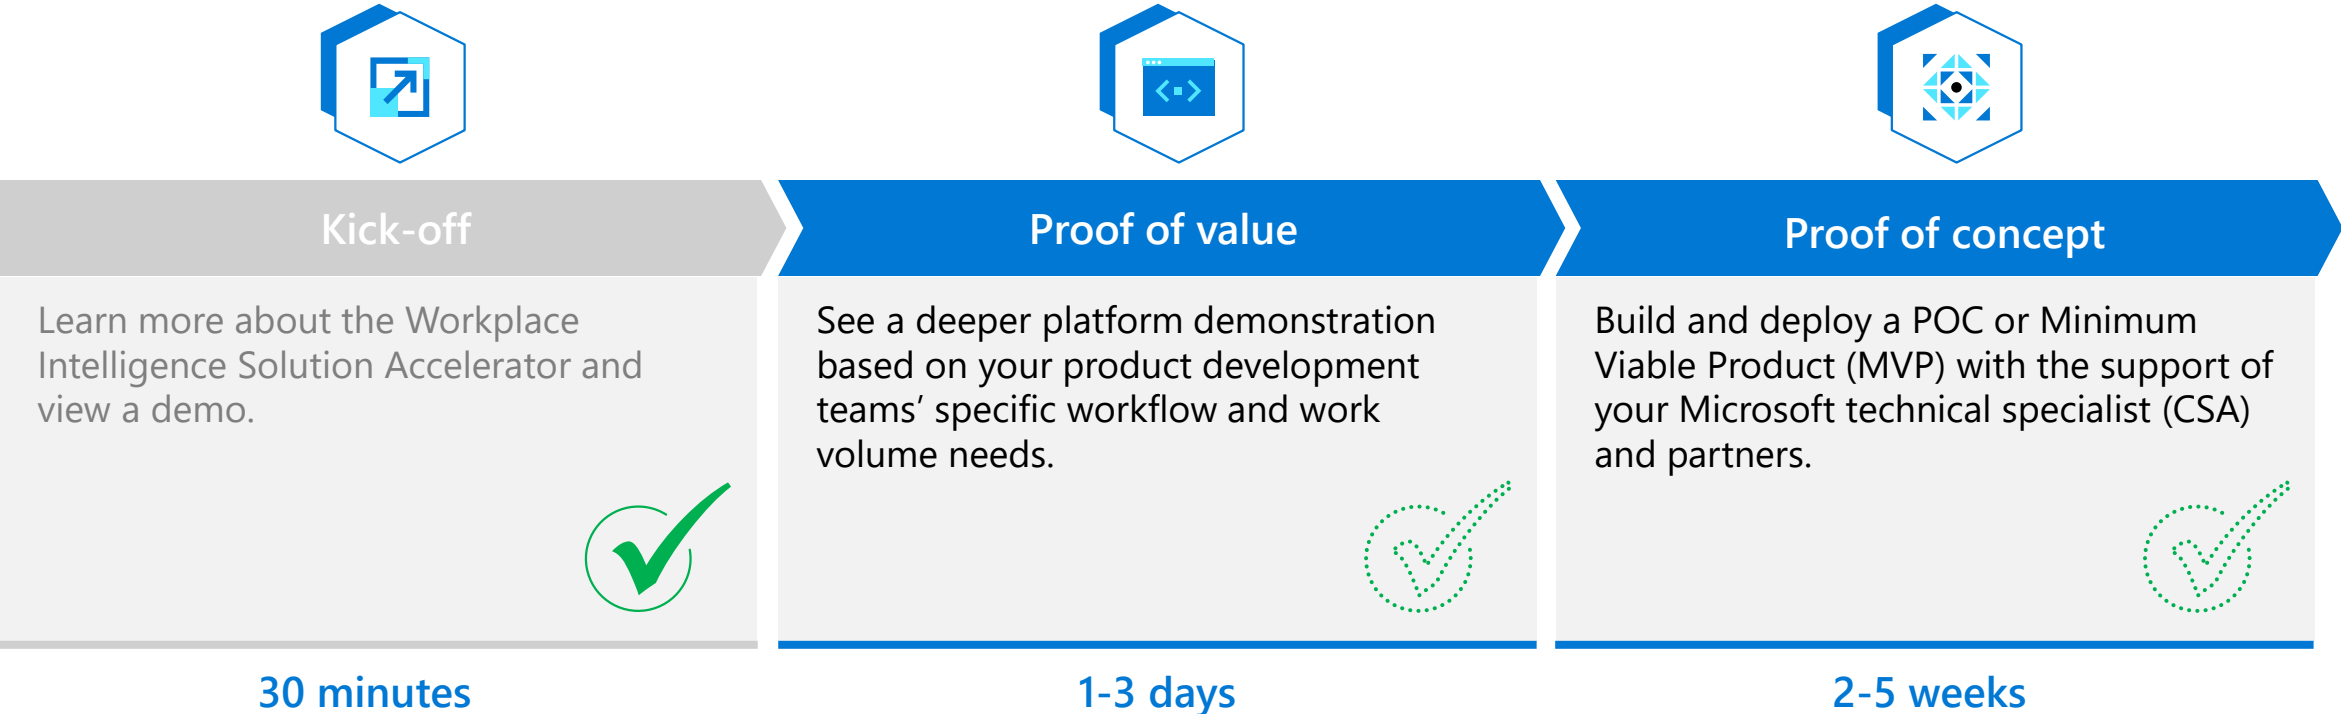 Kick-off
Learn more about the Workplace
Intelligence Solution Accelerator and
view a demo.
30 minutes
Proof of value
See a deeper platform demonstration
based on your product development
teams’ specific workflow and work
volume needs.
1-3 days
Proof of concept
Build and deploy a POC or Minimum
Viable Product (MVP) with the support of
your Microsoft technical specialist (CSA)
and partners.
2-5 weeks